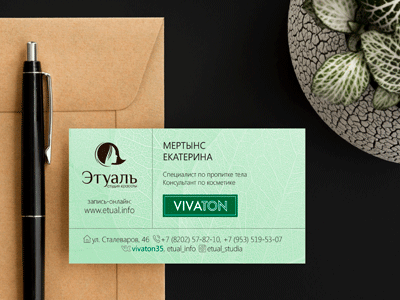 Этуаль
студия красоты
запись-онлайн:
www.etual.info
МЕРТЫНС
ЕКАТЕРИНА
Специалист по пропитке тела
Консультант по косметике
VIVATON
ул. Сталеваров, 46 +7 (8202) 57-82-10, +7 (953) 519-53-07
vivaton35, etual_info etual_studia